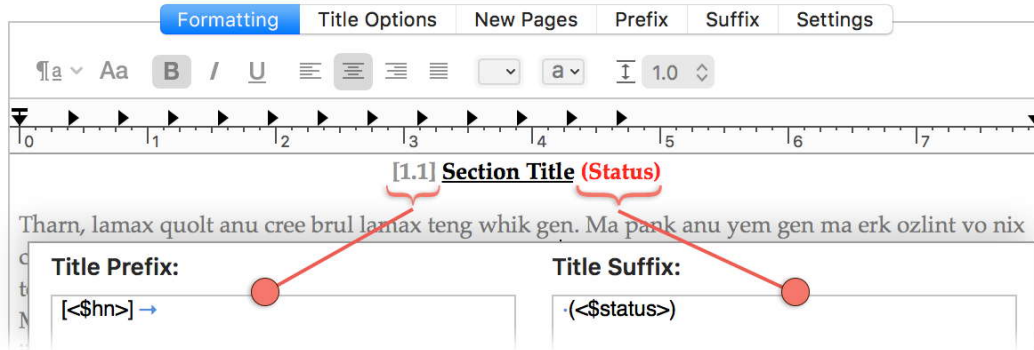 Formatting Title Options New Pages Prefix Suffix Settings
¶a Aa B I U a 1.0
0 1 2 3 4 5 6 7
[1.1] Section Title (Status)
Tharn, lamax quolt anu cree brul lamax teng whik gen. Ma pank anu yem gen ma erk ozlint vo nix
Title Prefix: Title Suffix:
[<$hn>] → ·(<$status>)